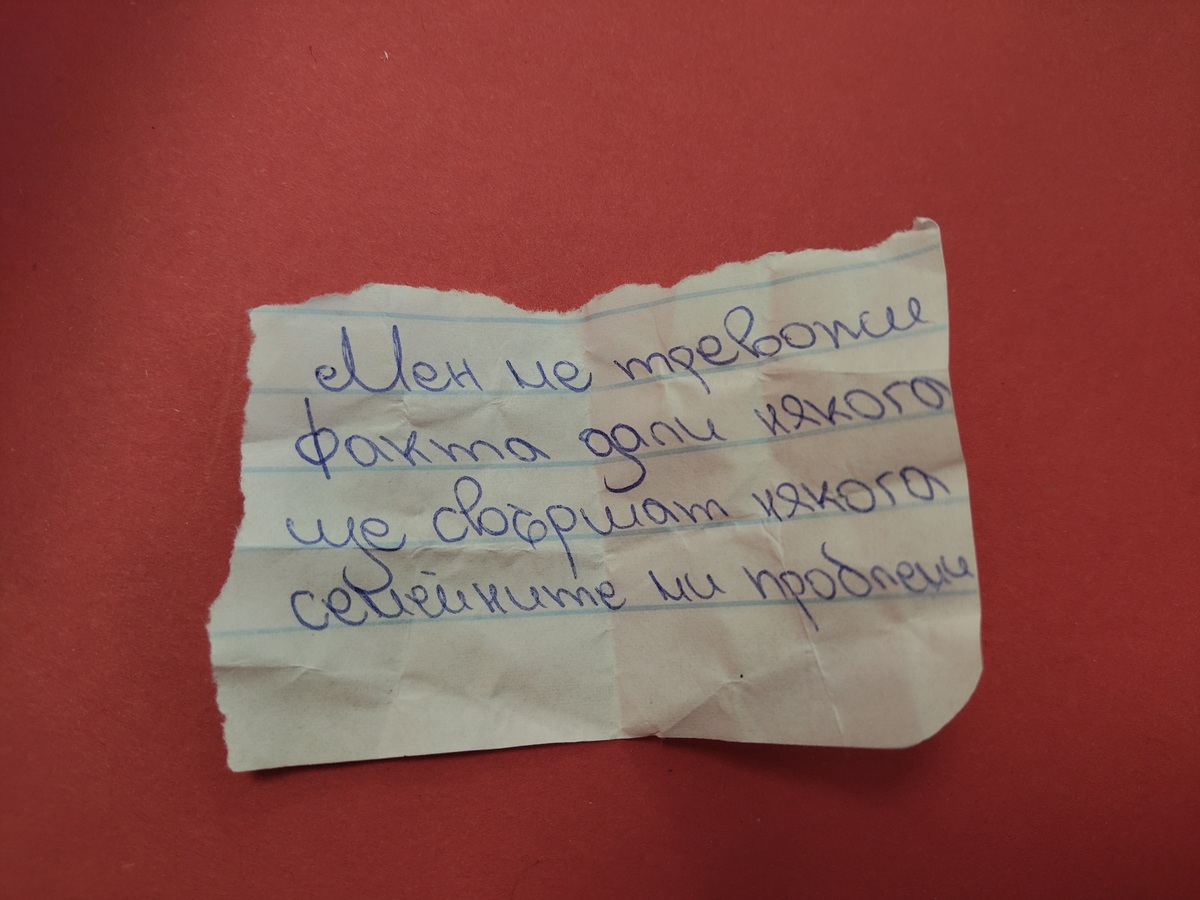 Мен ме тревожи
факта дали някога
ще свършат някога
семейните ми проблеми